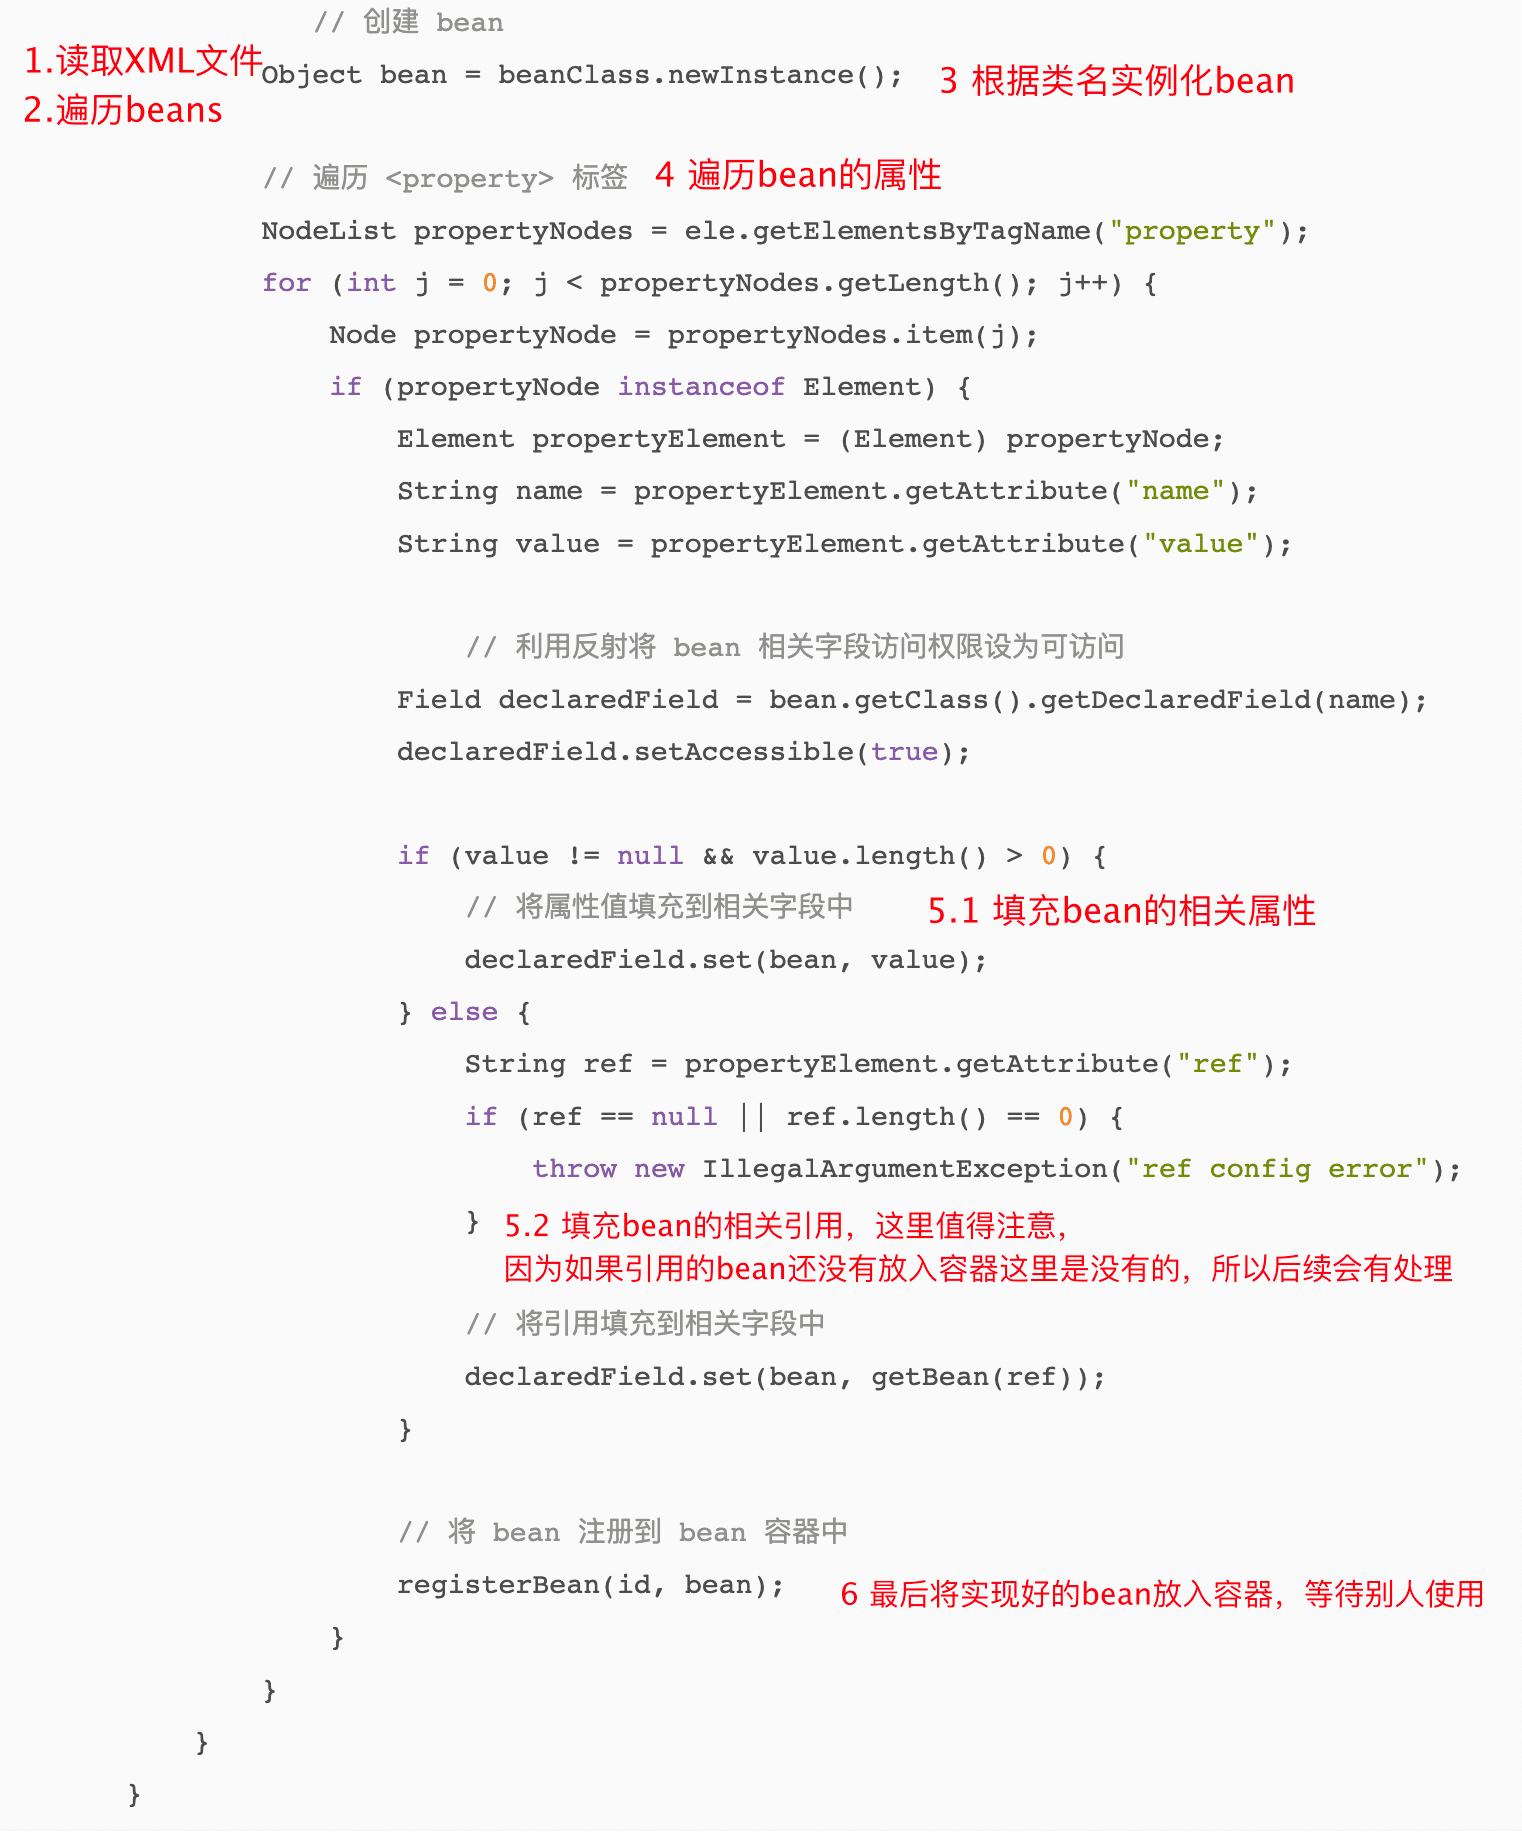 // 创建 bean
1.读取XML文件
Object bean = beanClass.newInstance(); 3 根据类名实例化bean
2.遍历beans
// 遍历 <property> 标签 4 遍历bean的属性
NodeList propertyNodes = ele.getElementsByTagName("property");
for (int j = 0; j < propertyNodes.getLength(); j++) {
Node propertyNode = propertyNodes.item(j);
if (propertyNode instanceof Element) {
Element propertyElement = (Element) propertyNode;
String name = propertyElement.getAttribute("name");
String value = propertyElement.getAttribute("value");
// 利用反射将 bean 相关字段访问权限设为可访问
Field declaredField = bean.getClass().getDeclaredField(name);
declaredField.setAccessible(true);
if (value != null && value.length() > 0) {
// 将属性值填充到相关字段中 5.1 填充bean的相关属性
declaredField.set(bean, value);
} else {
String ref = propertyElement.getAttribute("ref");
if (ref == null || ref.length() == 0) {
throw new IllegalArgumentException("ref config error");
} 5.2 填充bean的相关引用，这里值得注意，
因为如果引用的bean还没有放入容器这里是没有的，所以后续会有处理
// 将引用填充到相关字段中
declaredField.set(bean, getBean(ref));
}
// 将 bean 注册到 bean 容器中
registerBean(id, bean); 6 最后将实现好的bean放入容器，等待别人使用
}
}
}
}